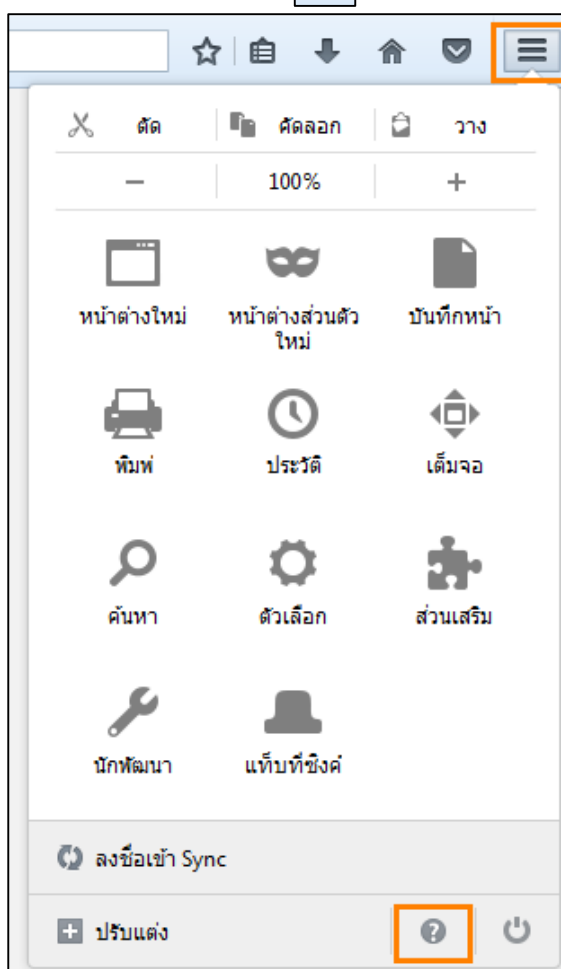 ตัด คัดลอก วาง
− 100% +
หน้าต่างใหม่ หน้าต่างส่วนตัว บันทึกหน้า
ใหม่
พิมพ์ ประวัติ เต็มจอ
ค้นหา ตัวเลือก ส่วนเสริม
นักพัฒนา แท็บที่ซิงค์
ลงชื่อเข้า Sync
ปรับแต่ง